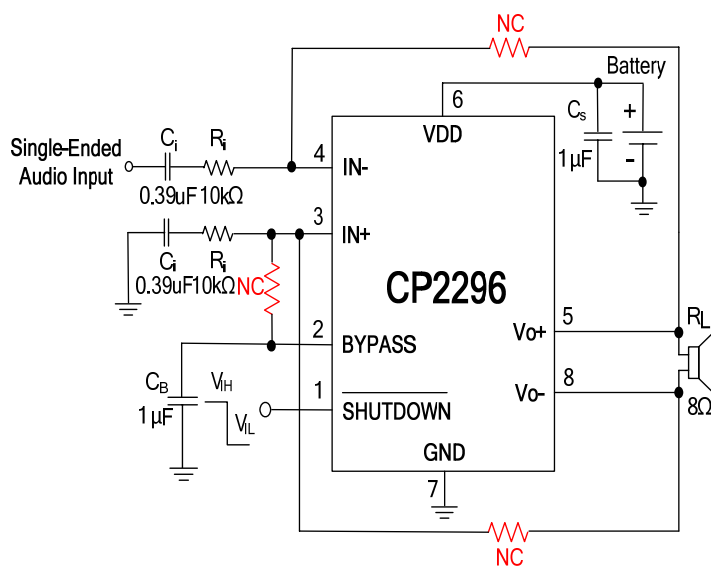 NC
Battery
6
VDD
Cs
1μF
+
-
Single-Ended
Audio Input
Ci
Ri
0.39uF 10kΩ
4
IN-
3
IN+
Ci
Ri
0.39uF 10kΩ
NC
CP2296
2
BYPASS
5
Vo+
RL
8Ω
CB
1μF
VIH
VIL
1
SHUTDOWN
8
Vo-
GND
7
NC